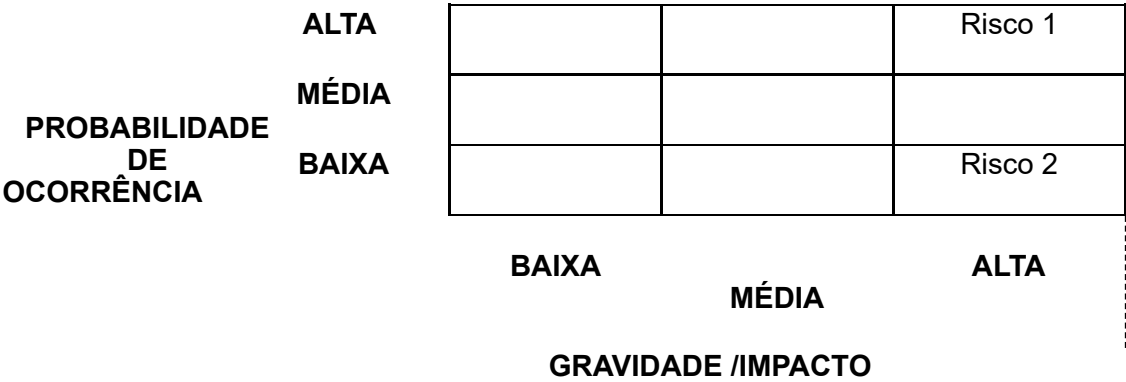 ALTA Risco 1
MÉDIA
PROBABILIDADE
DE
OCORRÊNCIA
BAIXA Risco 2
BAIXA ALTA
MÉDIA
GRAVIDADE /IMPACTO